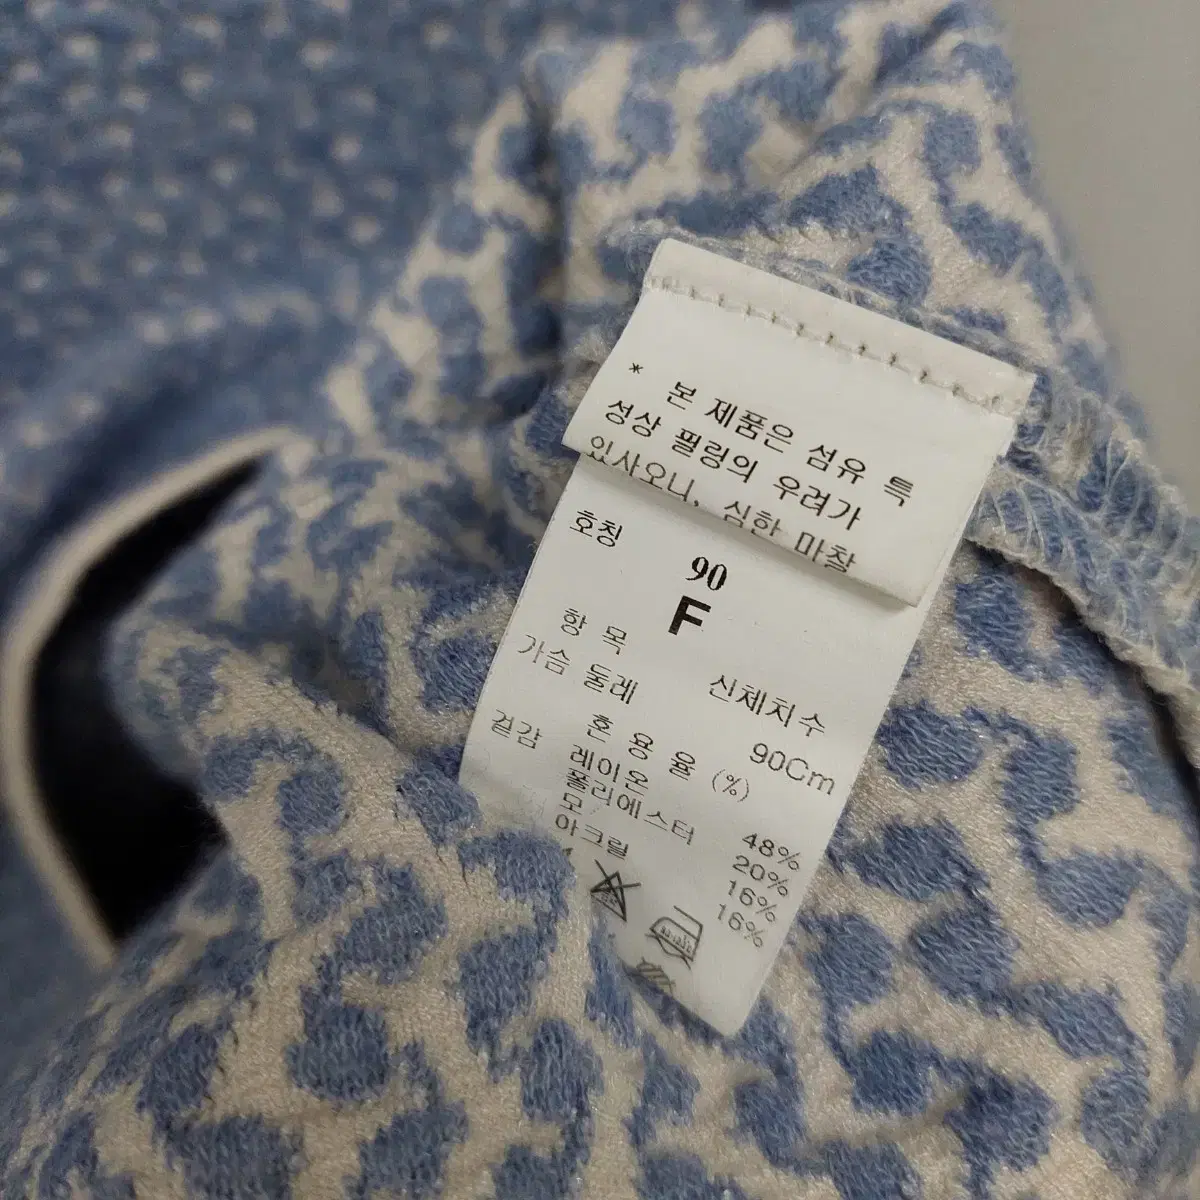 * 본 제품은 섬유 특
성상 필링의 우려가
있사오니, 심한 마찰
호칭 90
F
항 목 신체치수
가슴 둘레 90Cm
겉감 혼 용 율 (%)
레이온 48%
폴리에스터 20%
모 16%
아크릴 16%